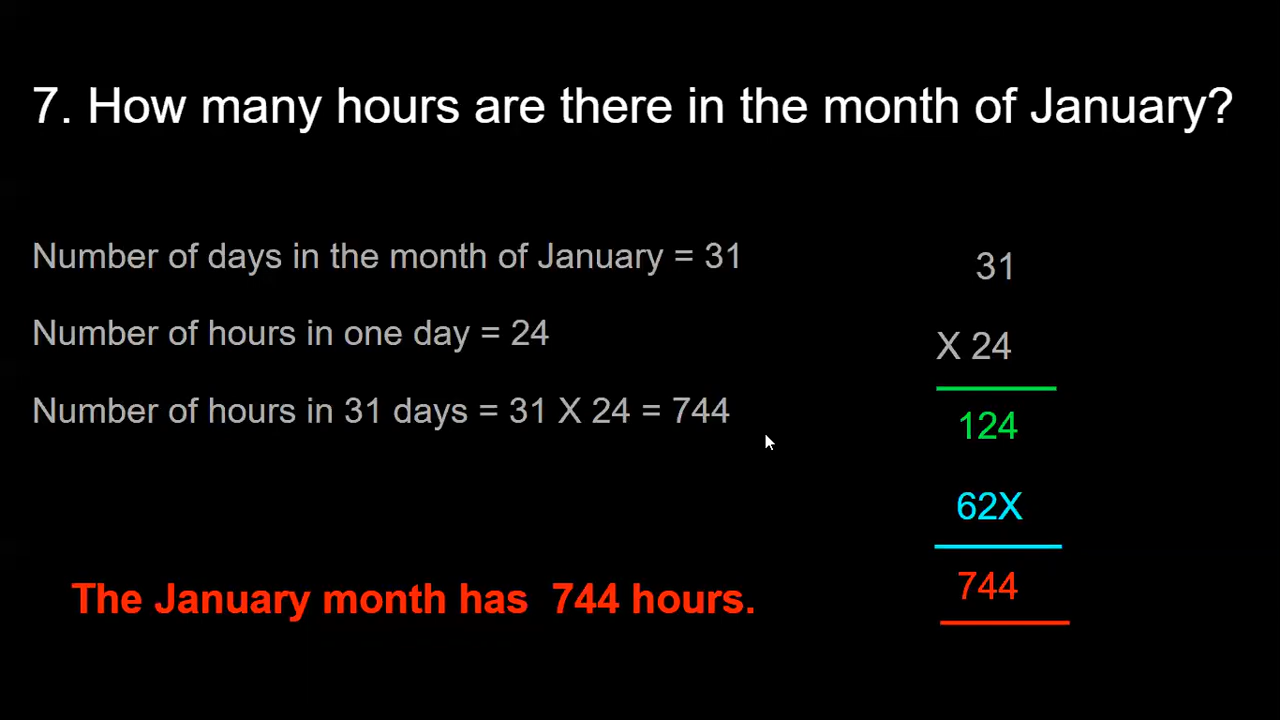 7. How many hours are there in the month of January?
Number of days in the month of January = 31
Number of hours in one day = 24
Number of hours in 31 days = 31 X 24 = 744
The January month has  744 hours.
31
X 24
124
62X
744